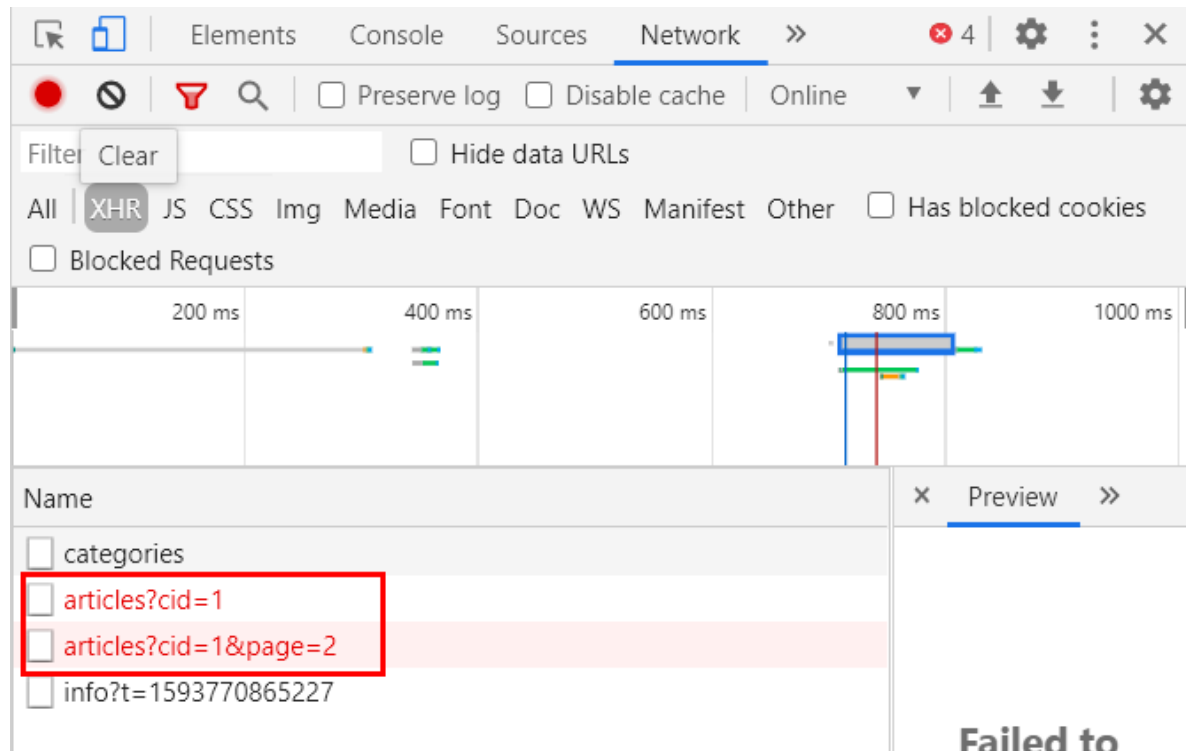 Elements Console Sources Network » 4
Preserve log Disable cache Online
Filter Clear Hide data URLs
All XHR JS CSS Img Media Font Doc WS Manifest Other Has blocked cookies
Blocked Requests
200 ms 400 ms 600 ms 800 ms 1000 ms
Name × Preview »
categories
articles?cid=1
articles?cid=1&page=2
info?t=1593770865227
Failed to